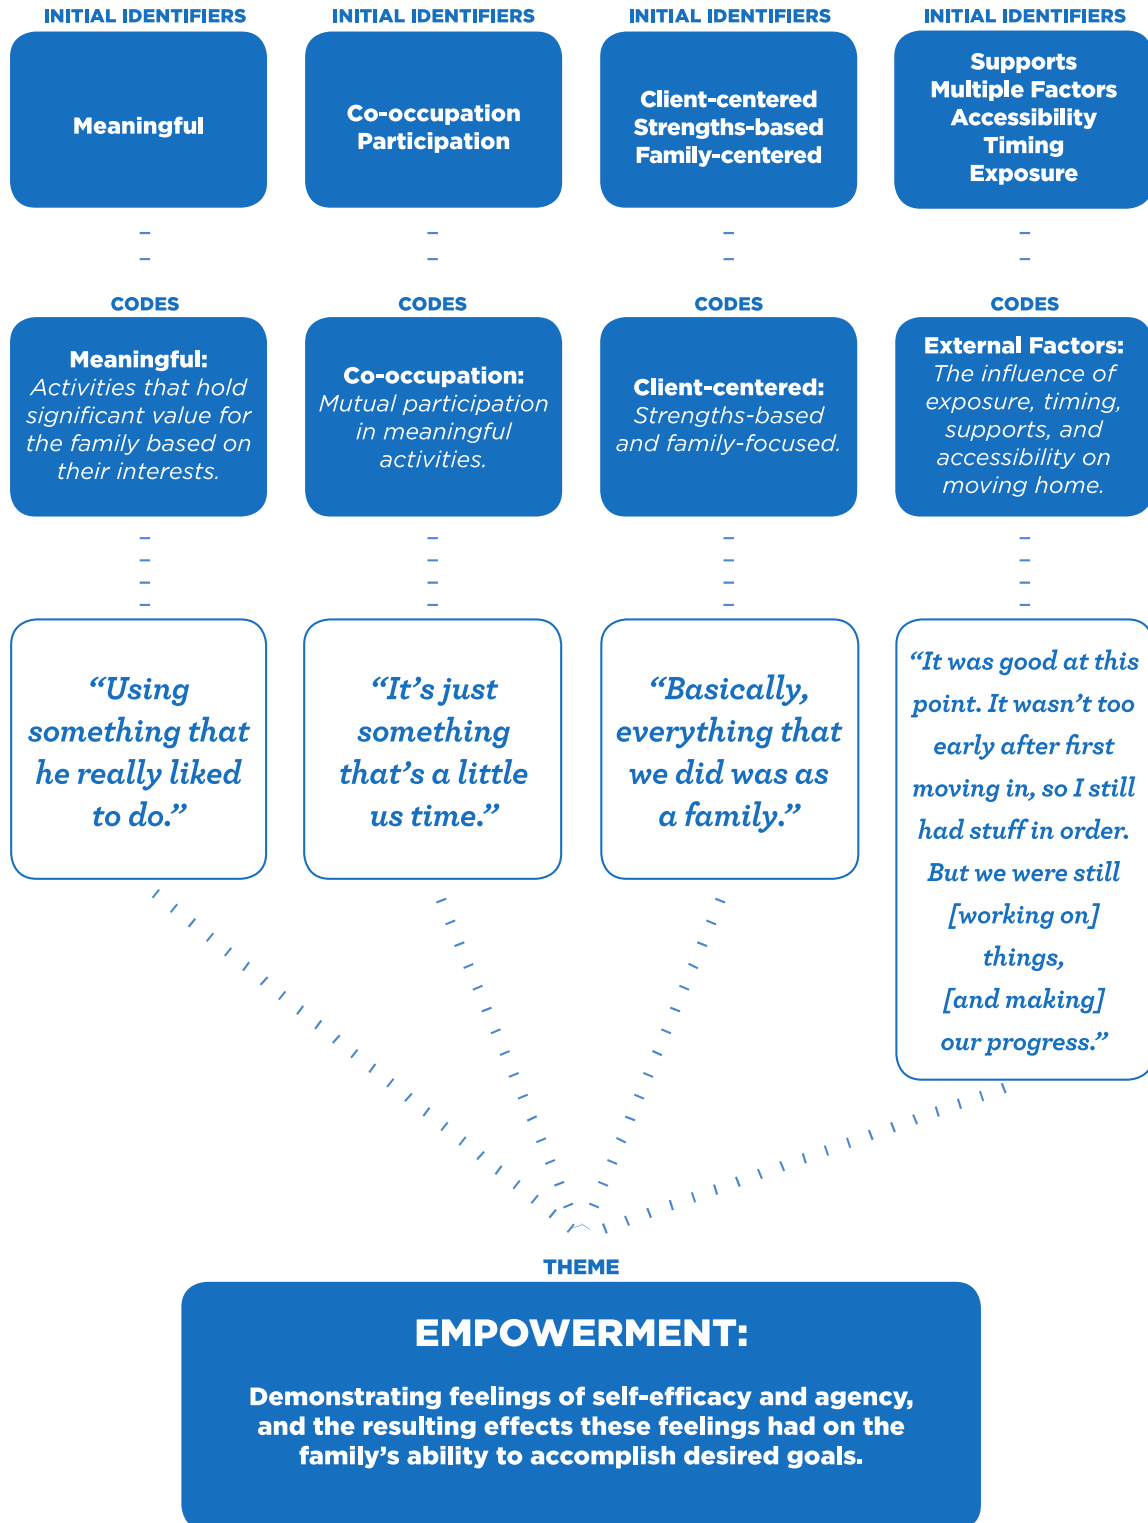 INITIAL IDENTIFIERS
Meaningful
INITIAL IDENTIFIERS
Co-occupation
Participation
INITIAL IDENTIFIERS
Client-centered
Strengths-based
Family-centered
INITIAL IDENTIFIERS
Supports
Multiple Factors
Accessibility
Timing
Exposure
CODES
Meaningful:
Activities that hold
significant value for
the family based on
their interests.
CODES
Co-occupation:
Mutual participation
in meaningful
activities.
CODES
Client-centered:
Strengths-based
and family-focused.
CODES
External Factors:
The influence of
exposure, timing,
supports, and
accessibility on
moving home.
“Using
something that
he really liked
to do.”
“It’s just
something
that’s a little
us time.”
“Basically,
everything that
we did was as
a family.”
“It was good at this
point. It wasn’t too
early after first
moving in, so I still
had stuff in order.
But we were still
[working on]
things,
[and making]
our progress.”
THEME
EMPOWERMENT:
Demonstrating feelings of self-efficacy and agency,
and the resulting effects these feelings had on the
family’s ability to accomplish desired goals.